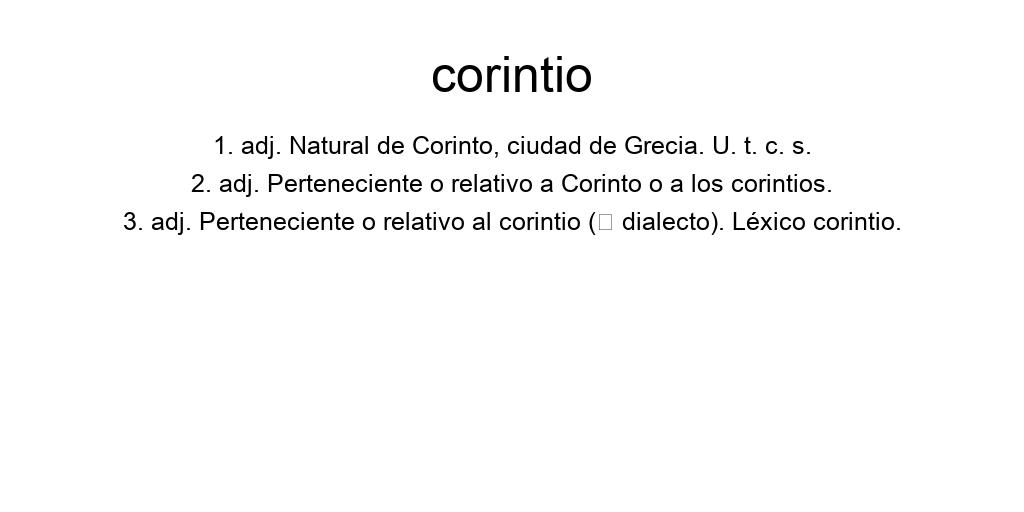 corintio
1. adj. Natural de Corinto, ciudad de Grecia. U. t. c. s.
2. adj. Perteneciente o relativo a Corinto o a los corintios.
3. adj. Perteneciente o relativo al corintio (□ dialecto). Léxico corintio.